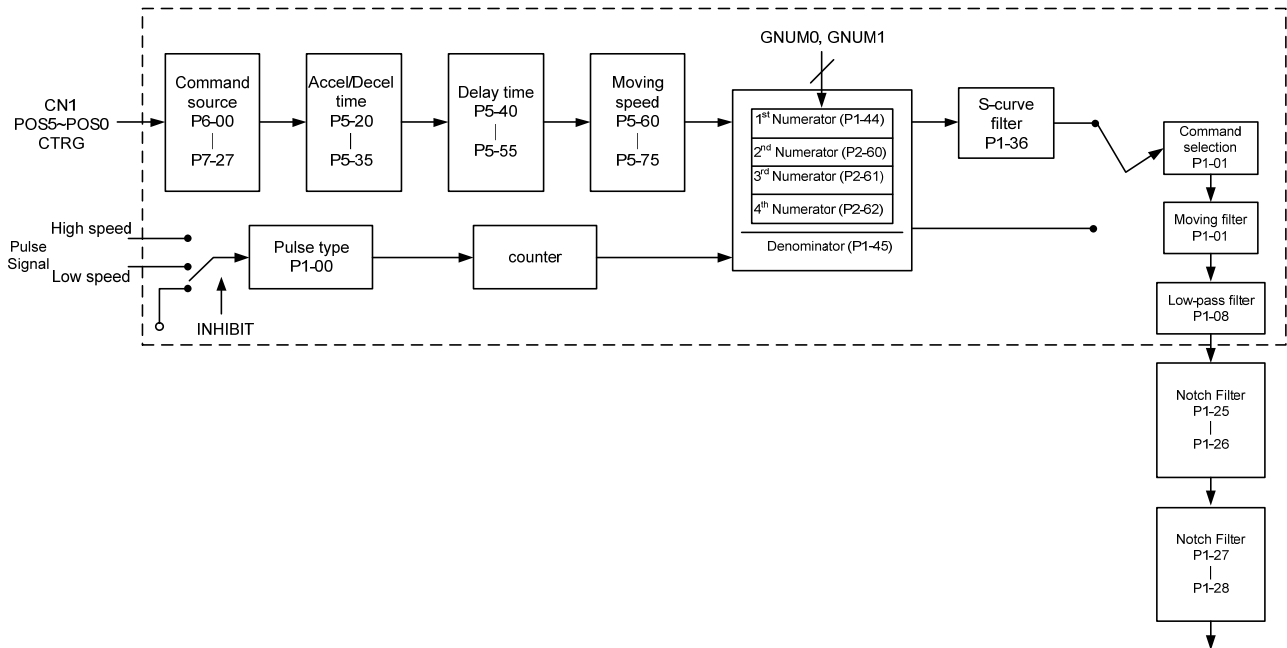 GNUM0, GNUM1
CN1
POS5~POS0
CTRG
Command
source
P6-00
P7-27
Accel/Decel
time
P5-20
P5-35
Delay time
P5-40
P5-55
Moving
speed
P5-60
P5-75
1st Numerator (P1-44)
2nd Numerator (P2-60)
3rd Numerator (P2-61)
4th Numerator (P2-62)
Denominator (P1-45)
S-curve
filter
P1-36
Command
selection
P1-01
Moving filter
P1-01
Low-pass filter
P1-08
High speed
Pulse
Signal
Low speed
INHIBIT
Pulse type
P1-00
counter
Notch Filter
P1-25
P1-26
Notch Filter
P1-27
P1-28